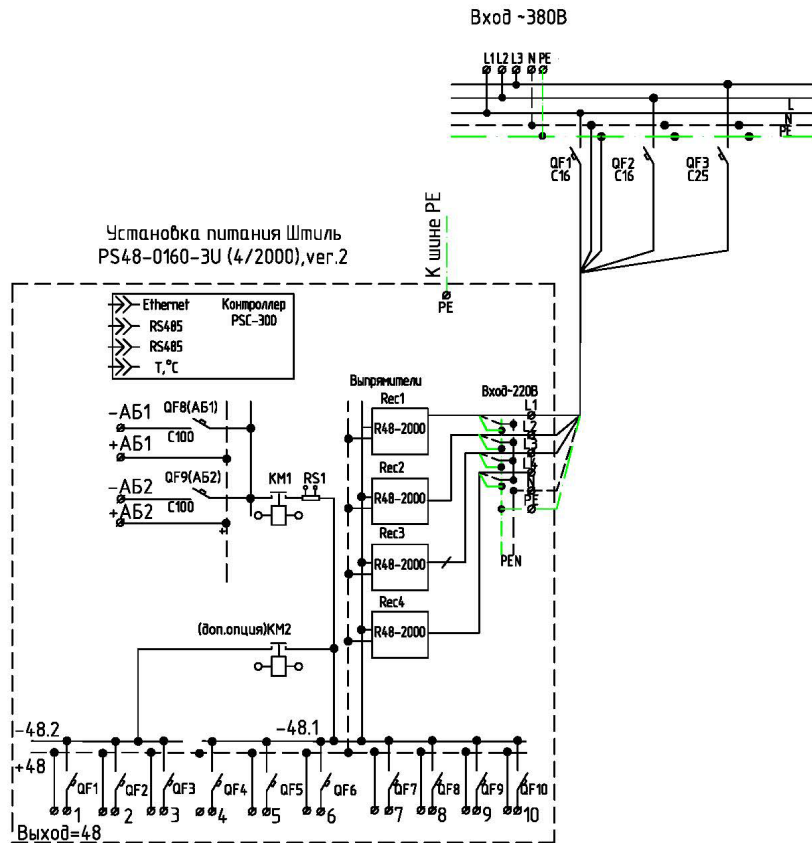 Вход ~380В
L1 L2 L3 N PE
L
N
PE
QF1
C16
QF2
C16
QF3
C25
К шине PE
PE
Установка питания Штиль
PS48-0160-3U (4/2000),ver.2
Ethernet
RS485
RS485
T,°C
Контроллер
PSC-300
Выпрямители
Вход~220В
Rec1
R48-2000
Rec2
R48-2000
Rec3
R48-2000
Rec4
R48-2000
L1
L2
L3
L4
N
PE
PEN
-АБ1
QF8(АБ1)
C100
+АБ1
-АБ2
QF9(АБ2)
C100
+АБ2
+
KM1
RS1
(доп.опция)KM2
-48.2
-48.1
+48
QF1 QF2 QF3 QF4 QF5 QF6 QF7 QF8 QF9 QF10
1 2 3 4 5 6 7 8 9 10
Выход=48